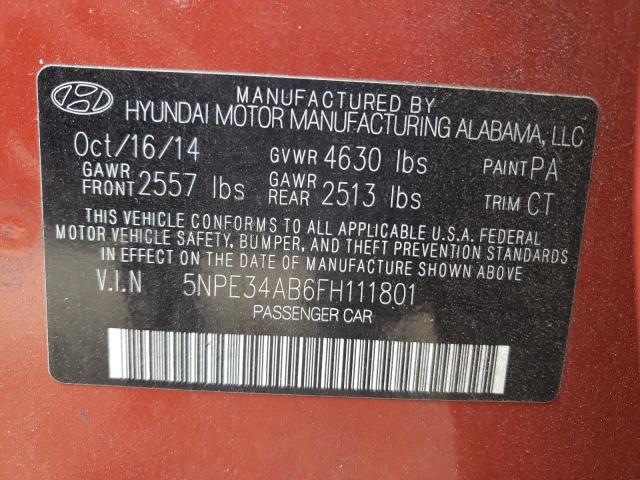 MANUFACTURED BY
HYUNDAI MOTOR MANUFACTURING ALABAMA, LLC
Oct/16/14 GVWR 4630 lbs PAINT PA
GAWR FRONT 2557 lbs GAWR REAR 2513 lbs TRIM CT
THIS VEHICLE CONFORMS TO ALL APPLICABLE U.S.A. FEDERAL
MOTOR VEHICLE SAFETY, BUMPER, AND THEFT PREVENTION STANDARDS
IN EFFECT ON THE DATE OF MANUFACTURE SHOWN ABOVE
V.I.N 5NPE34AB6FH111801
PASSENGER CAR